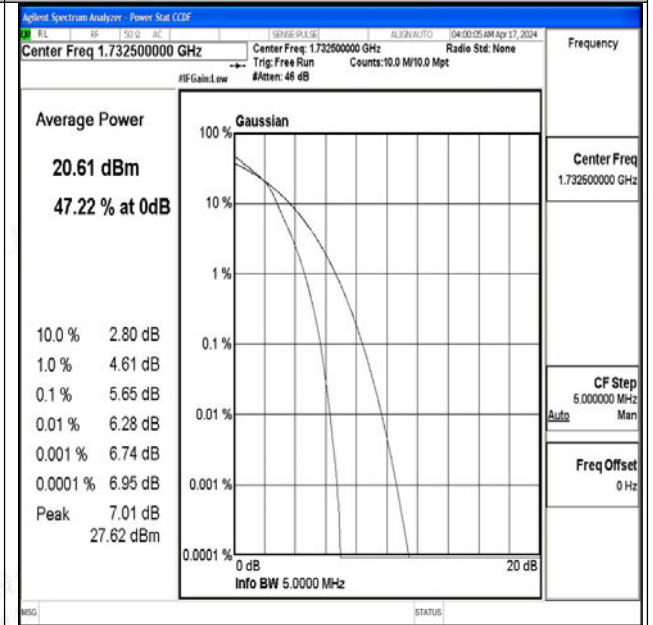 Agilent Spectrum Analyzer - Power Stat CCDF
RL RF 50 Ω AC SENSE:PULSE ALIGN AUTO 04:00:05 AM Apr 17, 2024
Center Freq 1.732500000 GHz
Center Freq: 1.732500000 GHz Radio Std: None
Trig: Free Run Counts:10.0 M/10.0 Mpt
#IFGain:Low #Atten: 46 dB
Frequency
Average Power
20.61 dBm
47.22 % at 0dB
10.0 % 2.80 dB
1.0 % 4.61 dB
0.1 % 5.65 dB
0.01 % 6.28 dB
0.001 % 6.74 dB
0.0001 % 6.95 dB
Peak 7.01 dB
27.62 dBm
Gaussian
100 %
10 %
1 %
0.1 %
0.01 %
0.001 %
0.0001 %
0 dB 20 dB
Info BW 5.0000 MHz
Center Freq
1.732500000 GHz
CF Step
5.000000 MHz
Auto Man
Freq Offset
0 Hz
MSG STATUS